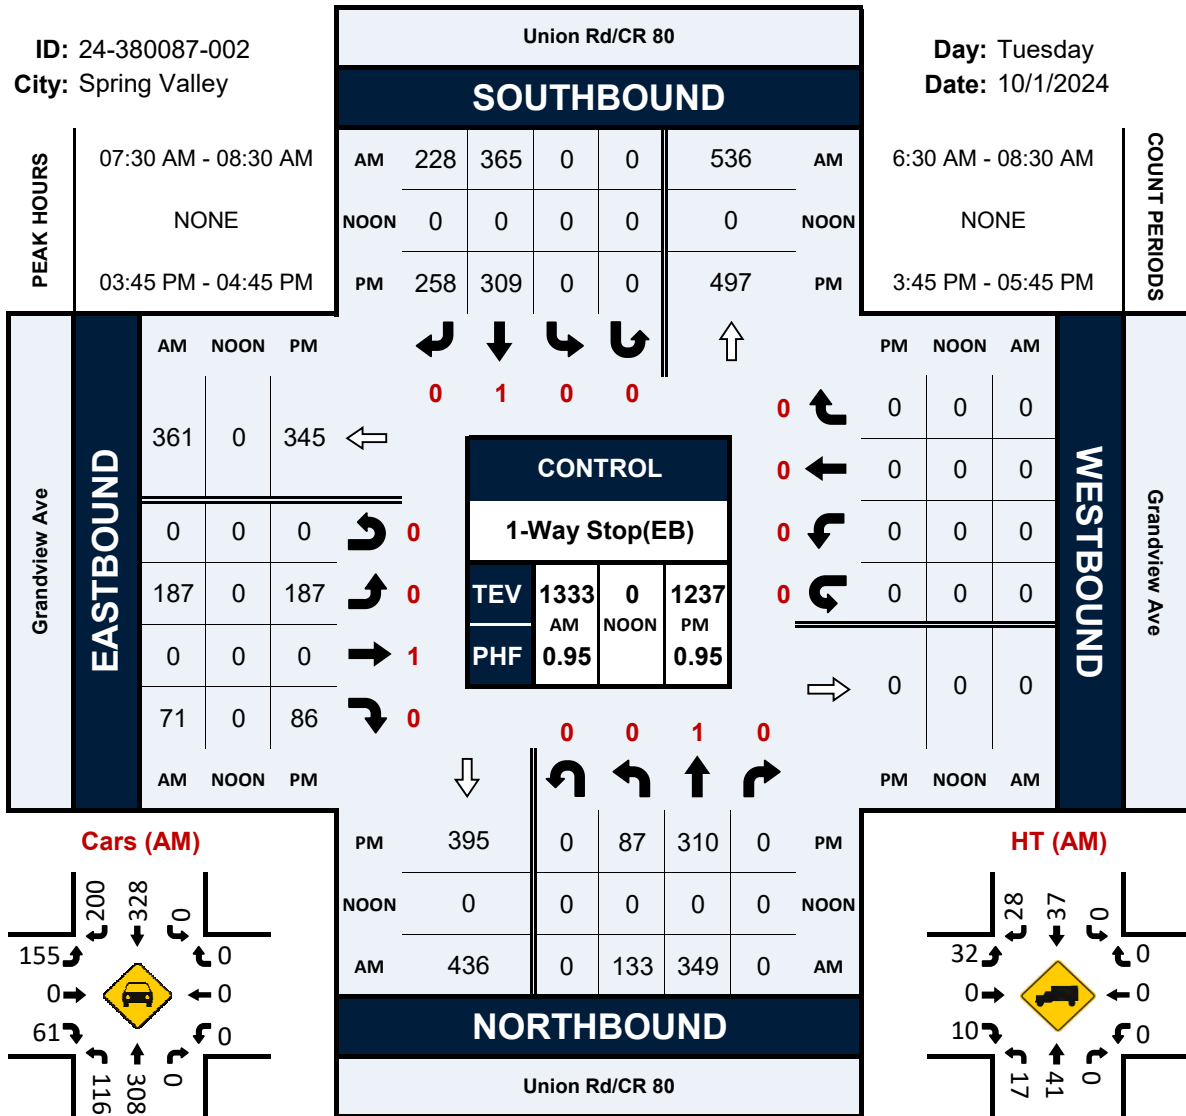 Union Rd/CR 80
ID: 24-380087-002
City: Spring Valley
Day: Tuesday
Date: 10/1/2024
SOUTHBOUND
PEAK HOURS
07:30 AM - 08:30 AM
NONE
03:45 PM - 04:45 PM
AM 228 365 0 0 536 AM
NOON 0 0 0 0 0 NOON
PM 258 309 0 0 497 PM
6:30 AM - 08:30 AM
NONE
3:45 PM - 05:45 PM
COUNT PERIODS
0 1 0 0
Grandview Ave
EASTBOUND
AM NOON PM
361 0 345
0 0 0 0
187 0 187 0
0 0 0 1
71 0 86 0
AM NOON PM
CONTROL
1-Way Stop(EB)
TEV 1333 0 1237
AM NOON PM
PHF 0.95 0.95
PM NOON AM
0 0 0 0
0 0 0 0
0 0 0 0
0 0 0 0
0 0 0
PM NOON AM
WESTBOUND
Grandview Ave
0 0 1 0
PM 395 0 87 310 0 PM
NOON 0 0 0 0 0 NOON
AM 436 0 133 349 0 AM
NORTHBOUND
Union Rd/CR 80
Cars (AM)
200 328 0
155 0
0 0
61 0
116 308 0
HT (AM)
28 37 0
32 0
0 0
10 0
17 41 0